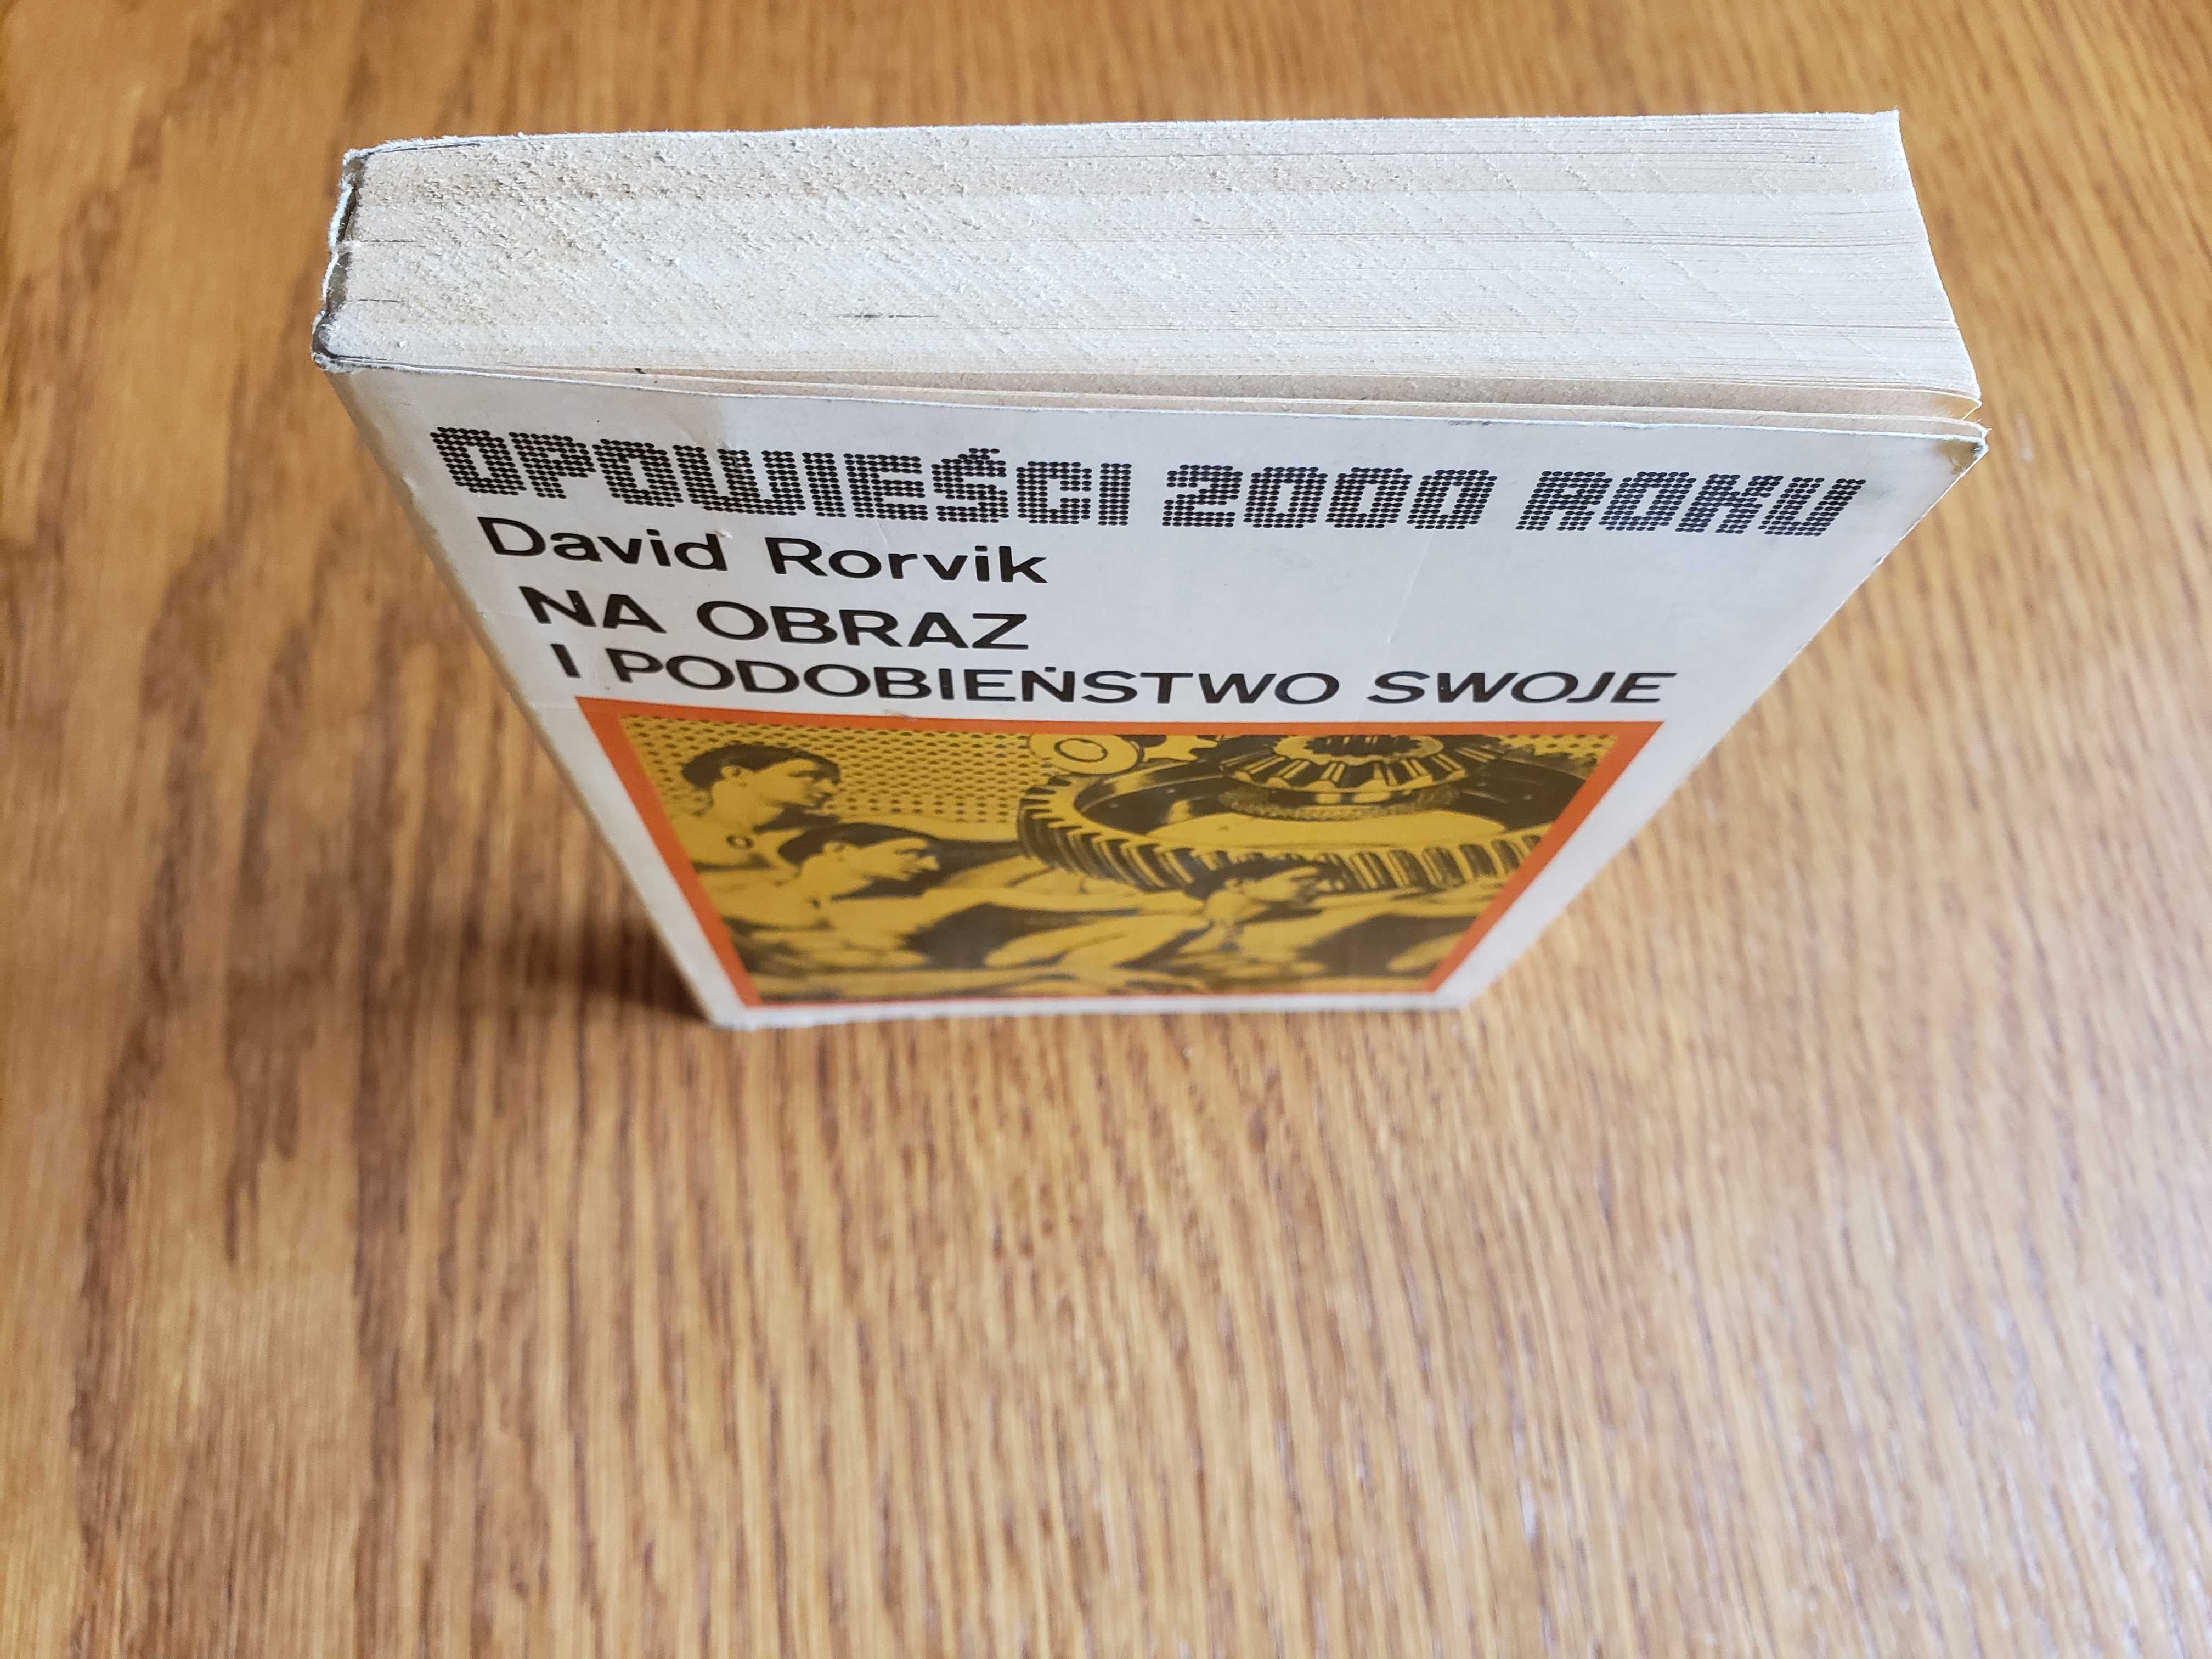 OPOWIEŚCI 2000 ROKU
David Rorvik
NA OBRAZ
I PODOBIEŃSTWO SWOJE